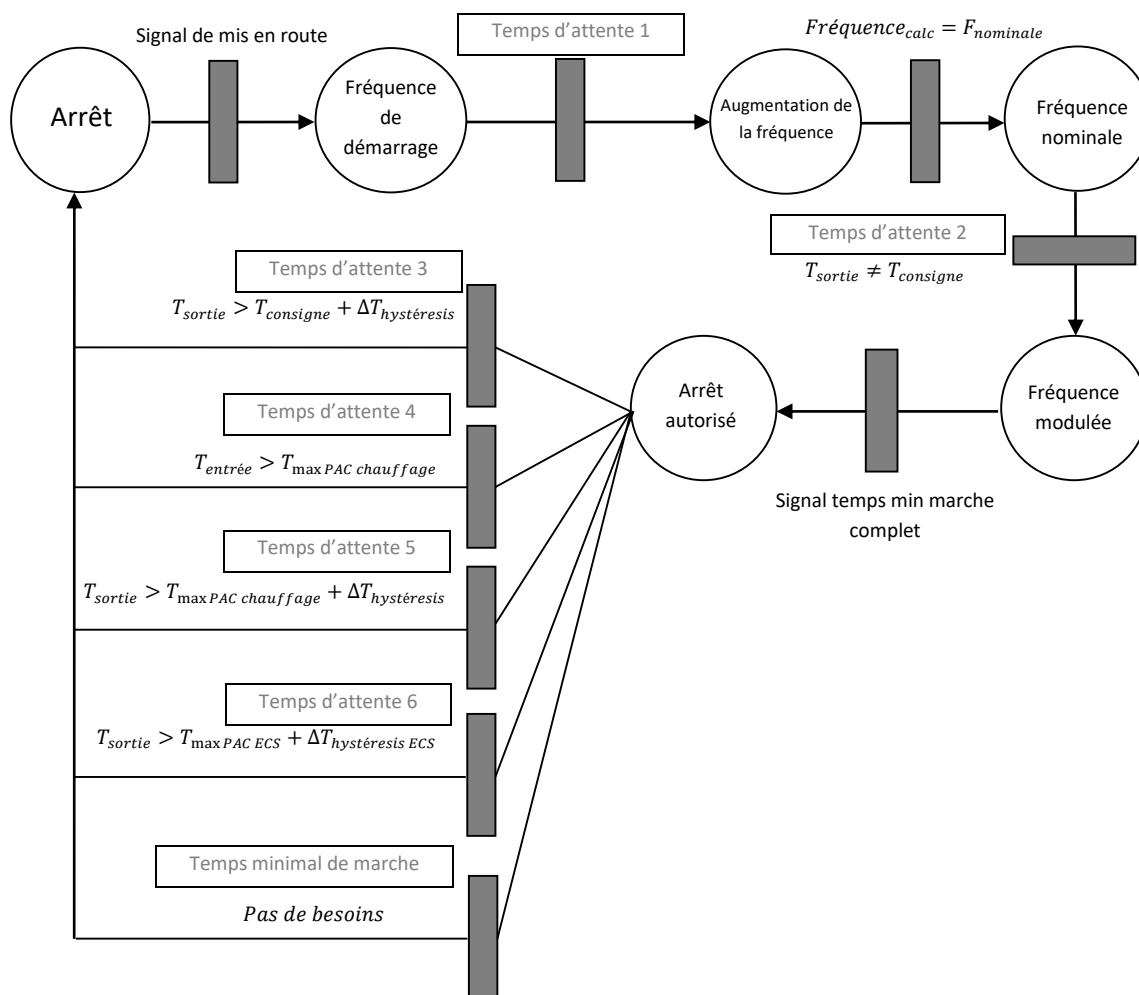 Signal de mis en route
Temps d'attente 1
Fréquence_calc = F_nominale
Arrêt
Fréquence
de
démarrage
Augmentation de
la fréquence
Fréquence
nominale
Temps d'attente 2
T_sortie ≠ T_consigne
Temps d'attente 3
T_sortie > T_consigne + ΔT_hystéresis
Arrêt
autorisé
Fréquence
modulée
Temps d'attente 4
T_entrée > T_max PAC chauffage
Signal temps min marche
complet
Temps d'attente 5
T_sortie > T_max PAC chauffage + ΔT_hystéresis
Temps d'attente 6
T_sortie > T_max PAC ECS + ΔT_hystéresis ECS
Temps minimal de marche
Pas de besoins